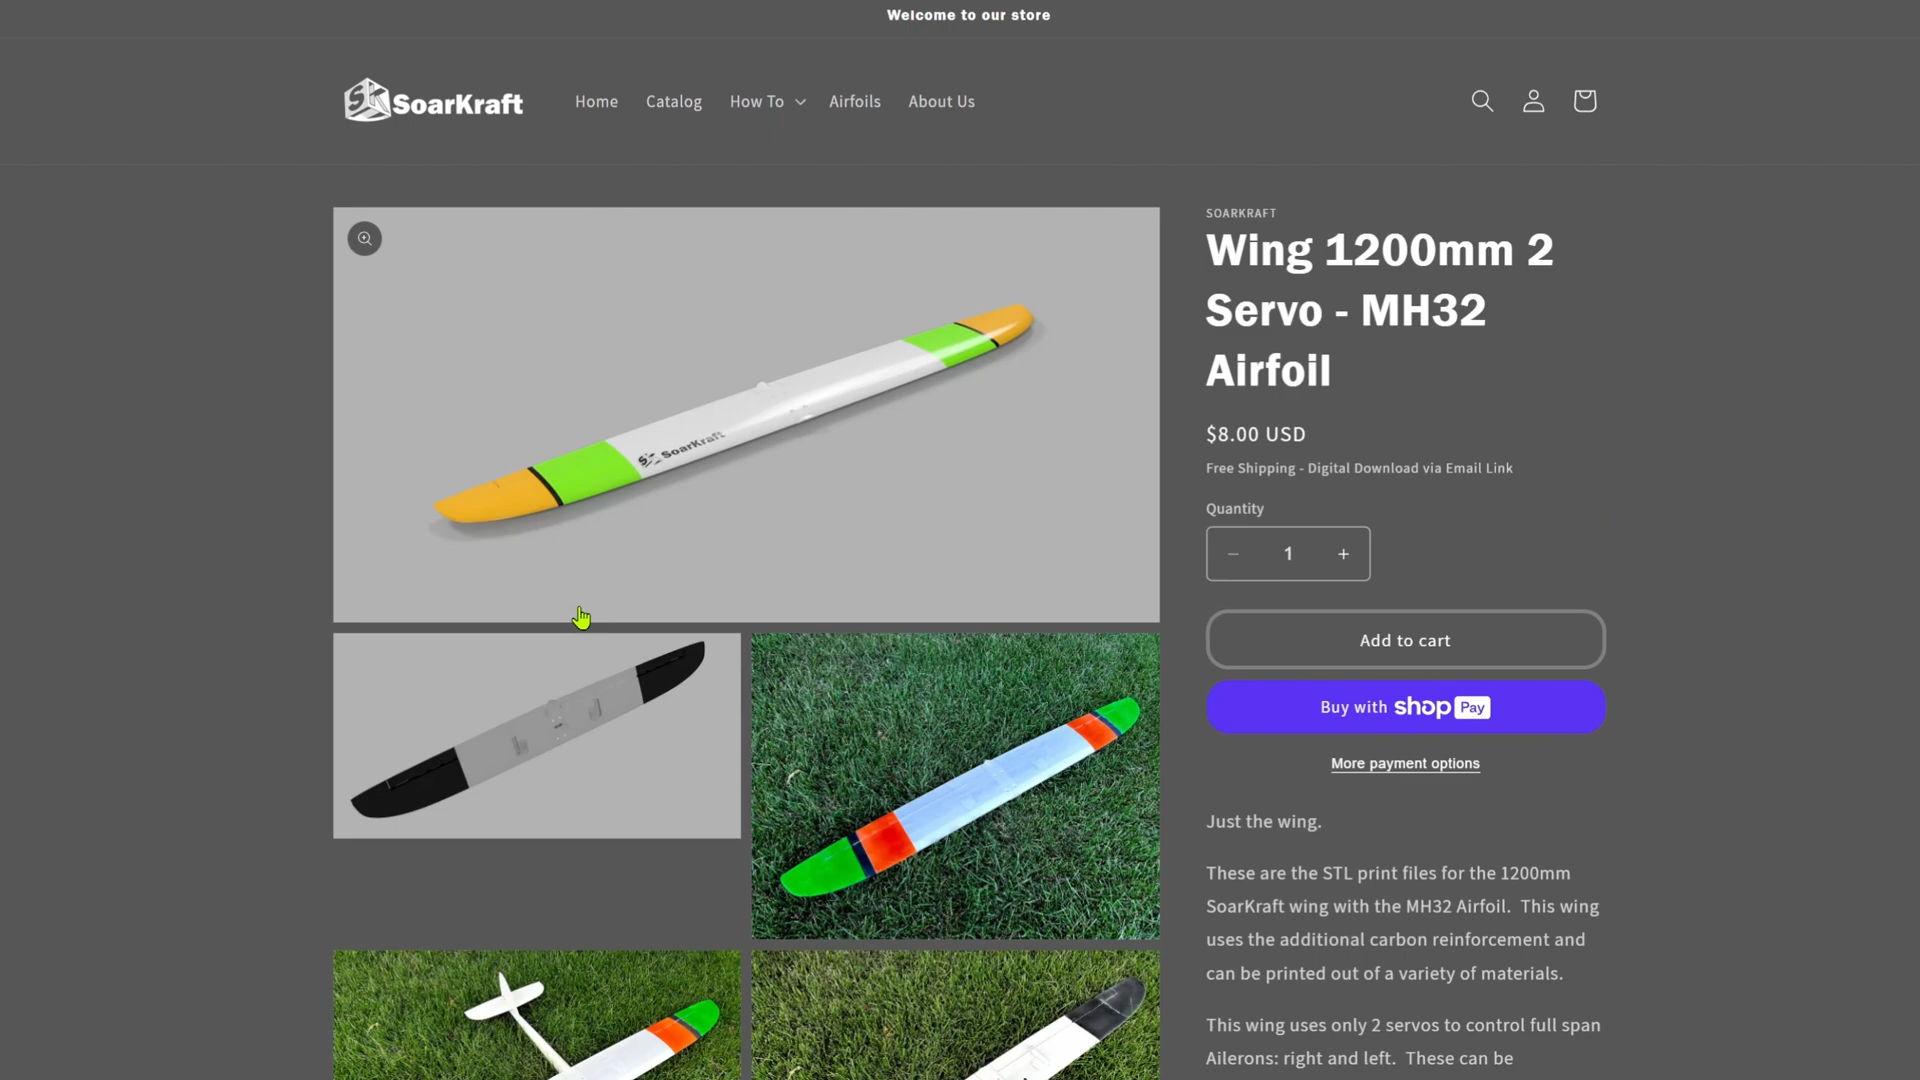 Welcome to our store
SK SoarKraft
Home
Catalog
How To
Airfoils
About Us
SOARKRAFT
Wing 1200mm 2
Servo - MH32
Airfoil
$8.00 USD
Free Shipping - Digital Download via Email Link
Quantity
− 1 +
Add to cart
Buy with shop Pay
More payment options
SoarKraft
Just the wing.
These are the STL print files for the 1200mm
SoarKraft wing with the MH32 Airfoil. This wing
uses the additional carbon reinforcement and
can be printed out of a variety of materials.
This wing uses only 2 servos to control full span
Ailerons: right and left. These can be